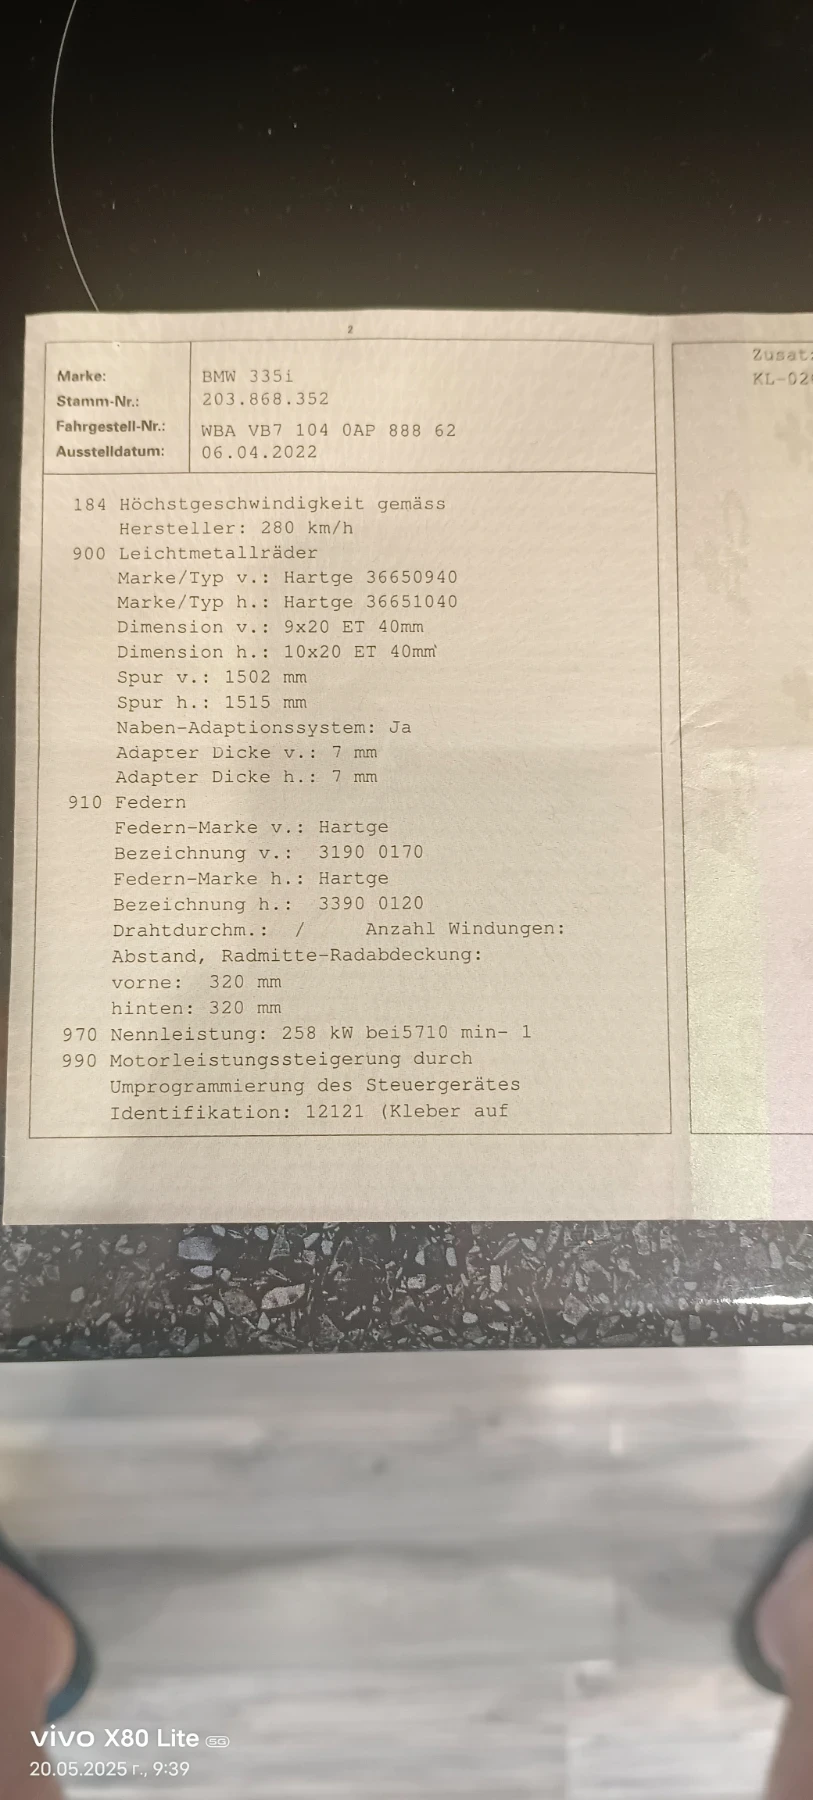 2
Marke: BMW 335i
Stamm-Nr.: 203.868.352
Fahrgestell-Nr.: WBA VB7 104 0AP 888 62
Ausstelldatum: 06.04.2022
184 Höchstgeschwindigkeit gemäss
Hersteller: 280 km/h
900 Leichtmetallräder
Marke/Typ v.: Hartge 36650940
Marke/Typ h.: Hartge 36651040
Dimension v.: 9x20 ET 40mm
Dimension h.: 10x20 ET 40mm
Spur v.: 1502 mm
Spur h.: 1515 mm
Naben-Adaptionssystem: Ja
Adapter Dicke v.: 7 mm
Adapter Dicke h.: 7 mm
910 Federn
Federn-Marke v.: Hartge
Bezeichnung v.: 3190 0170
Federn-Marke h.: Hartge
Bezeichnung h.: 3390 0120
Drahtdurchm.: / Anzahl Windungen:
Abstand, Radmitte-Radabdeckung:
vorne: 320 mm
hinten: 320 mm
970 Nennleistung: 258 kW bei5710 min- 1
990 Motorleistungssteigerung durch
Umprogrammierung des Steuergerätes
Identifikation: 12121 (Kleber auf
Zusat
KL-02
vivo X80 Lite 5G
20.05.2025 г., 9:39